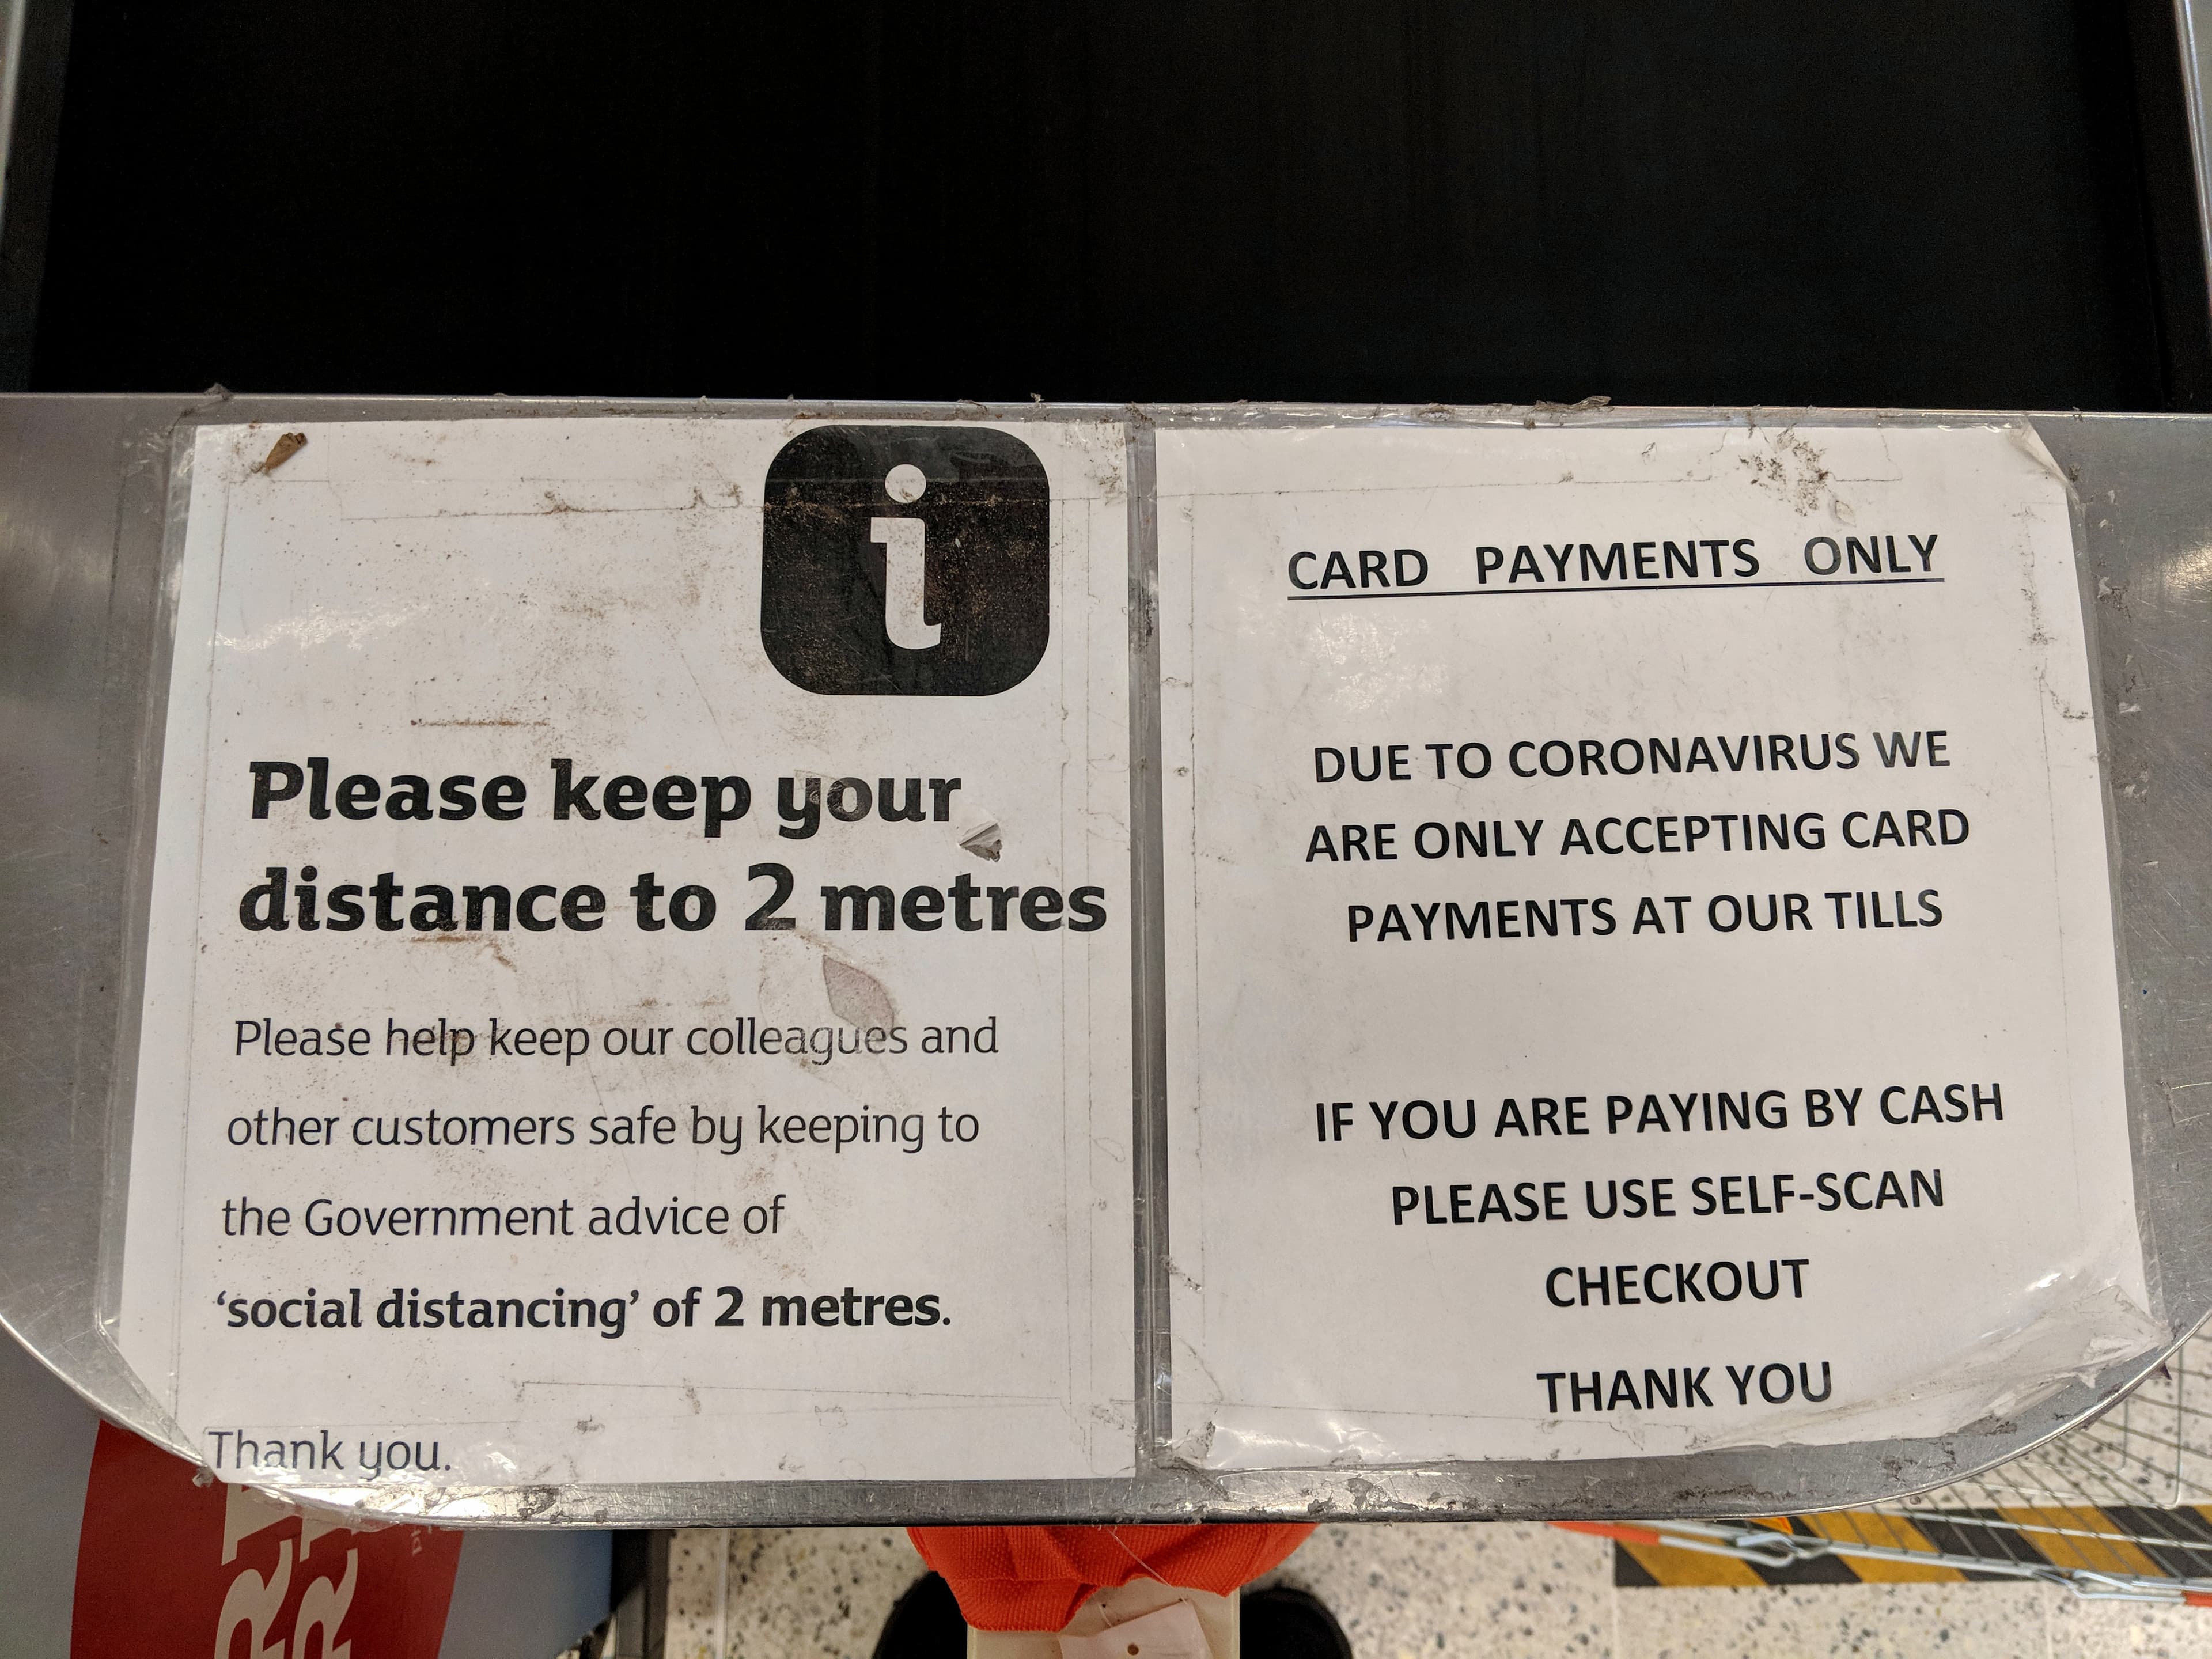 i
Please keep your
distance to 2 metres
Please help keep our colleagues and
other customers safe by keeping to
the Government advice of
‘social distancing’ of 2 metres.
Thank you.
CARD PAYMENTS ONLY
DUE TO CORONAVIRUS WE
ARE ONLY ACCEPTING CARD
PAYMENTS AT OUR TILLS
IF YOU ARE PAYING BY CASH
PLEASE USE SELF-SCAN
CHECKOUT
THANK YOU